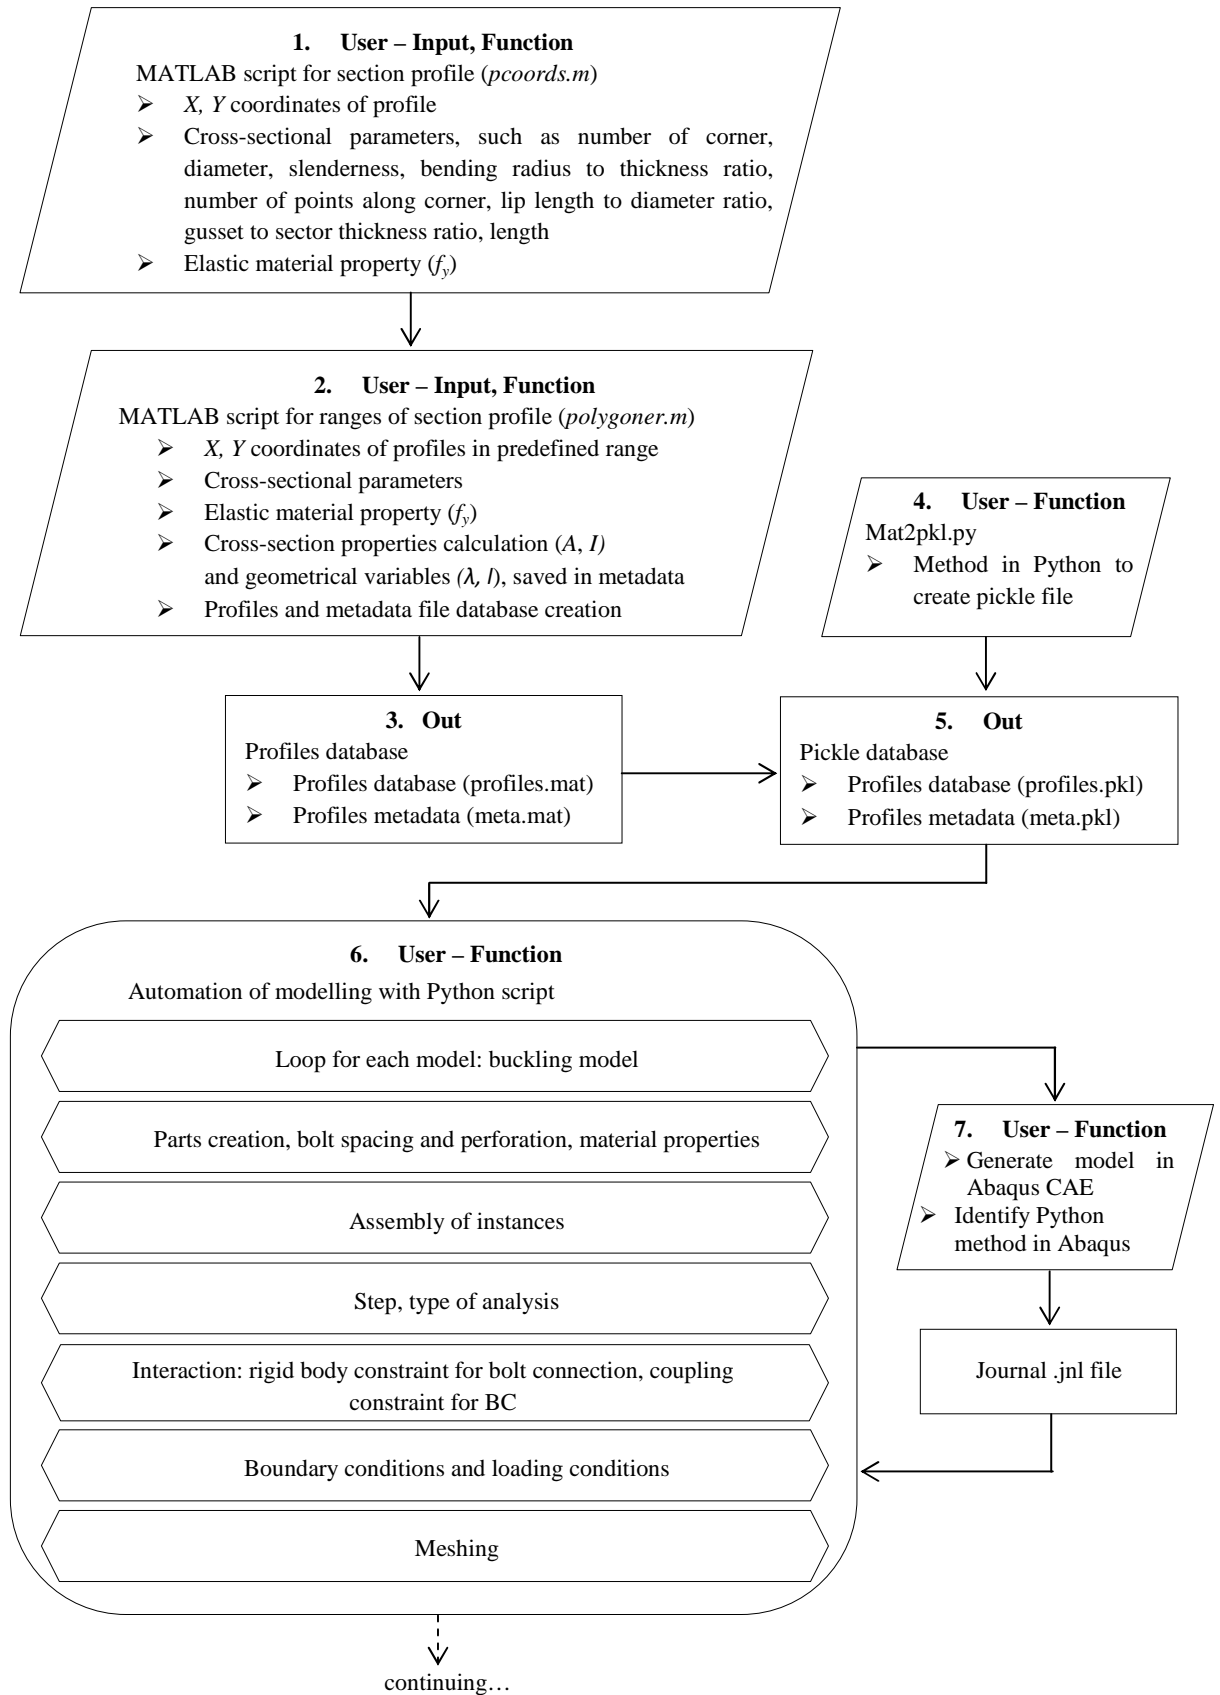 1. User – Input, Function
MATLAB script for section profile (pcoords.m)
➢ X, Y coordinates of profile
➢ Cross-sectional parameters, such as number of corner,
diameter, slenderness, bending radius to thickness ratio,
number of points along corner, lip length to diameter ratio,
gusset to sector thickness ratio, length
➢ Elastic material property (fy)
2. User – Input, Function
MATLAB script for ranges of section profile (polygoner.m)
➢ X, Y coordinates of profiles in predefined range
➢ Cross-sectional parameters
➢ Elastic material property (fy)
➢ Cross-section properties calculation (A, I)
and geometrical variables (λ, l), saved in metadata
➢ Profiles and metadata file database creation
4. User – Function
Mat2pkl.py
➢ Method in Python to
create pickle file
3. Out
Profiles database
➢ Profiles database (profiles.mat)
➢ Profiles metadata (meta.mat)
5. Out
Pickle database
➢ Profiles database (profiles.pkl)
➢ Profiles metadata (meta.pkl)
6. User – Function
Automation of modelling with Python script
Loop for each model: buckling model
Parts creation, bolt spacing and perforation, material properties
Assembly of instances
Step, type of analysis
Interaction: rigid body constraint for bolt connection, coupling
constraint for BC
Boundary conditions and loading conditions
Meshing
7. User – Function
➢ Generate model in
Abaqus CAE
➢ Identify Python
method in Abaqus
Journal .jnl file
continuing…